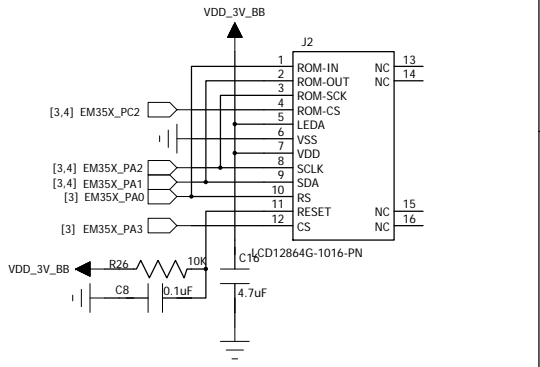 VDD_3V_BB
J2
1 ROM-IN NC 13
2 ROM-OUT NC 14
3 ROM-SCK
[3,4] EM35X_PC2 4 ROM-CS
5 LEDA
6 VSS
7 VDD
[3,4] EM35X_PA2 8 SCLK
[3,4] EM35X_PA1 9 SDA
[3] EM35X_PA0 10 RS
11 RESET NC 15
[3] EM35X_PA3 12 CS NC 16
LCD12864G-1016-PN
VDD_3V_BB R26 10K C16
C8 0.1uF 4.7uF